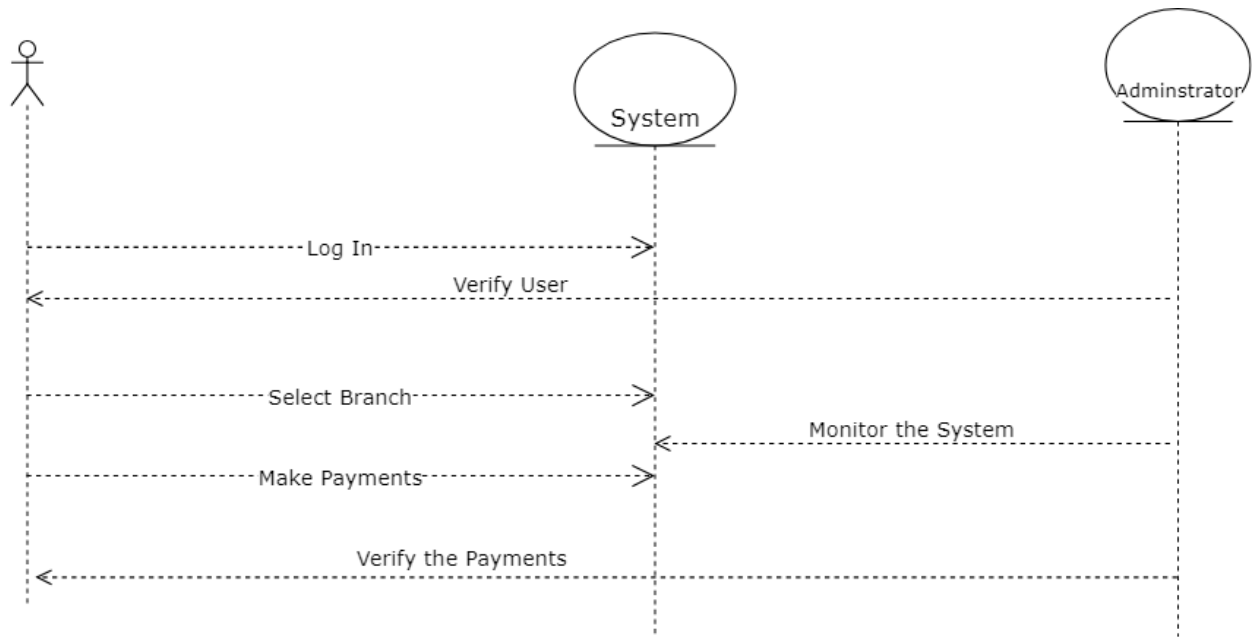 System
Adminstrator
Log In
Verify User
Select Branch
Monitor the System
Make Payments
Verify the Payments